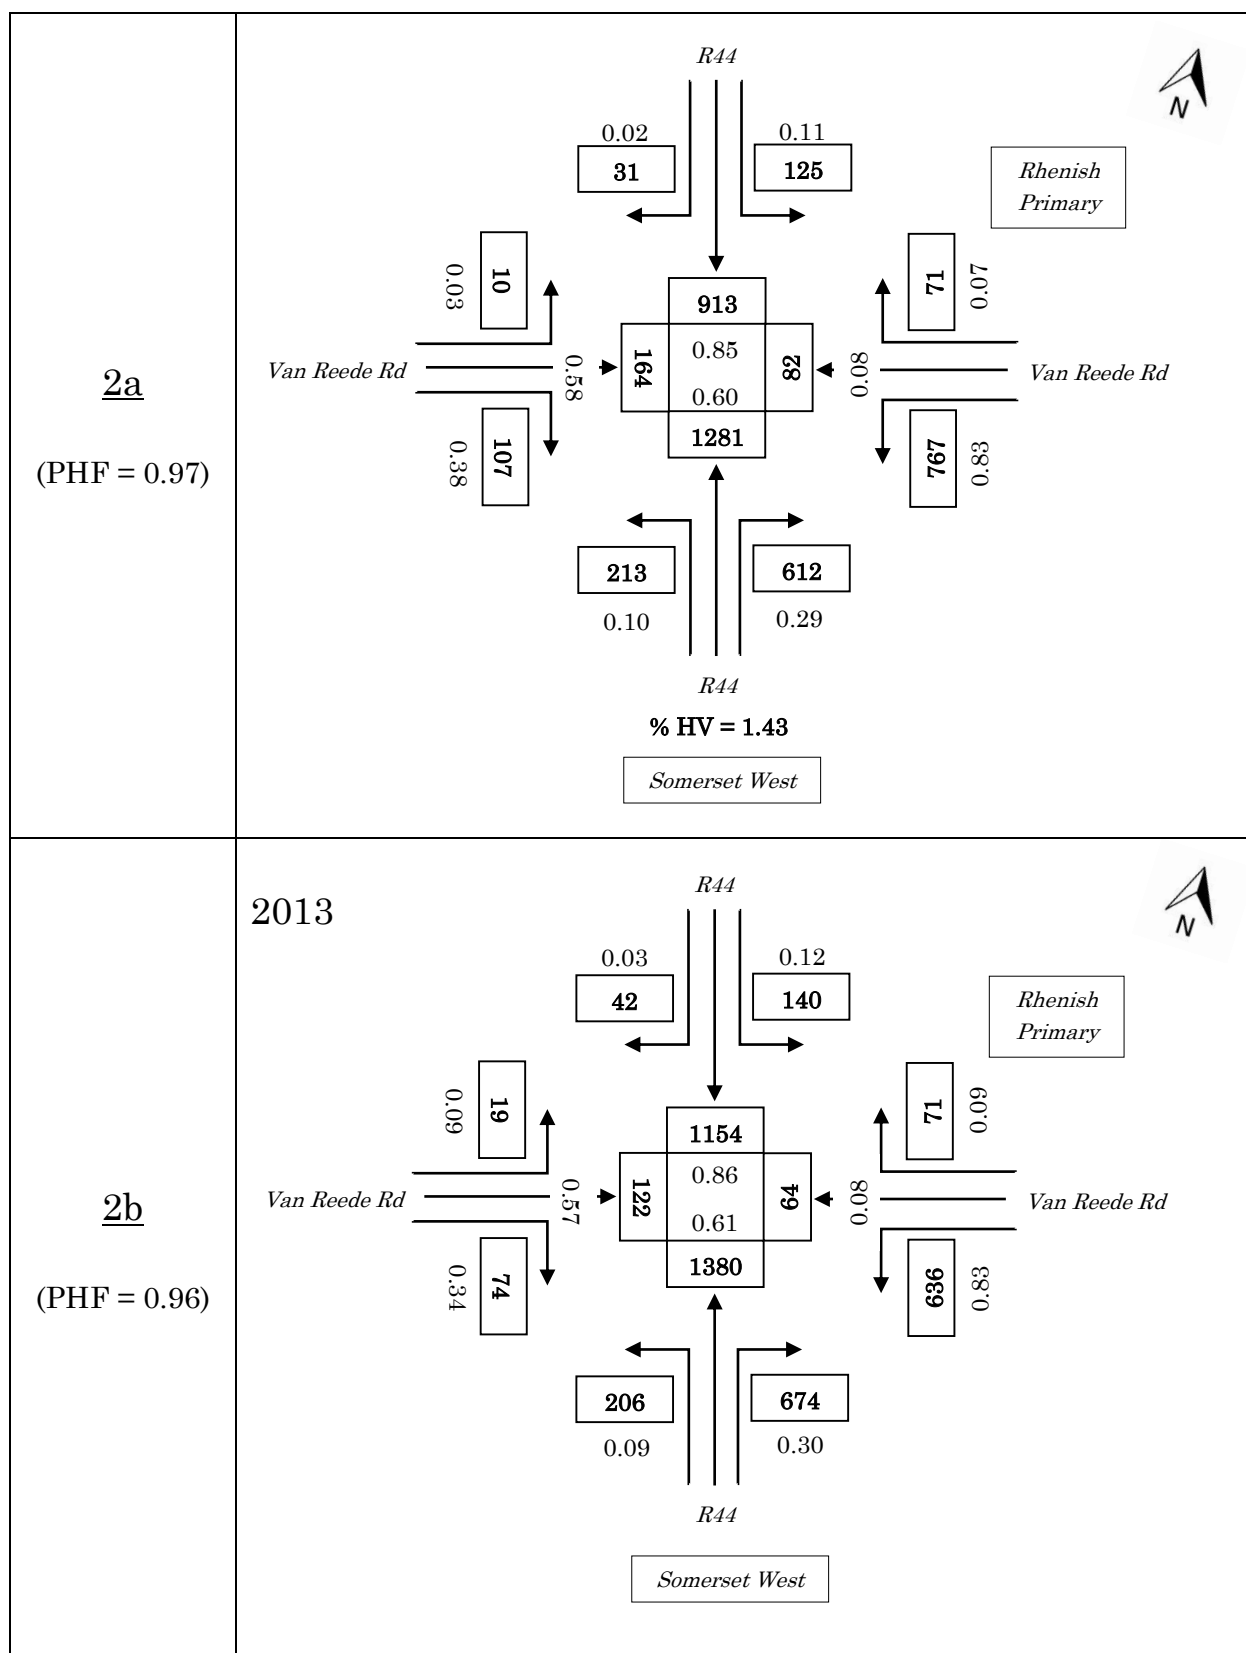 2a
(PHF = 0.97)
R44
N
0.02
0.11
31
125
Rhenish
Primary
10
0.03
71
0.07
913
Van Reede Rd
0.58
164
0.85
0.60
82
0.08
Van Reede Rd
1281
107
0.38
767
0.83
213
612
0.10
0.29
R44
% HV = 1.43
Somerset West
2b
(PHF = 0.96)
2013
R44
N
0.03
0.12
42
140
Rhenish
Primary
19
0.09
71
0.09
1154
Van Reede Rd
0.57
122
0.86
0.61
64
0.08
Van Reede Rd
1380
74
0.34
636
0.83
206
674
0.09
0.30
R44
Somerset West